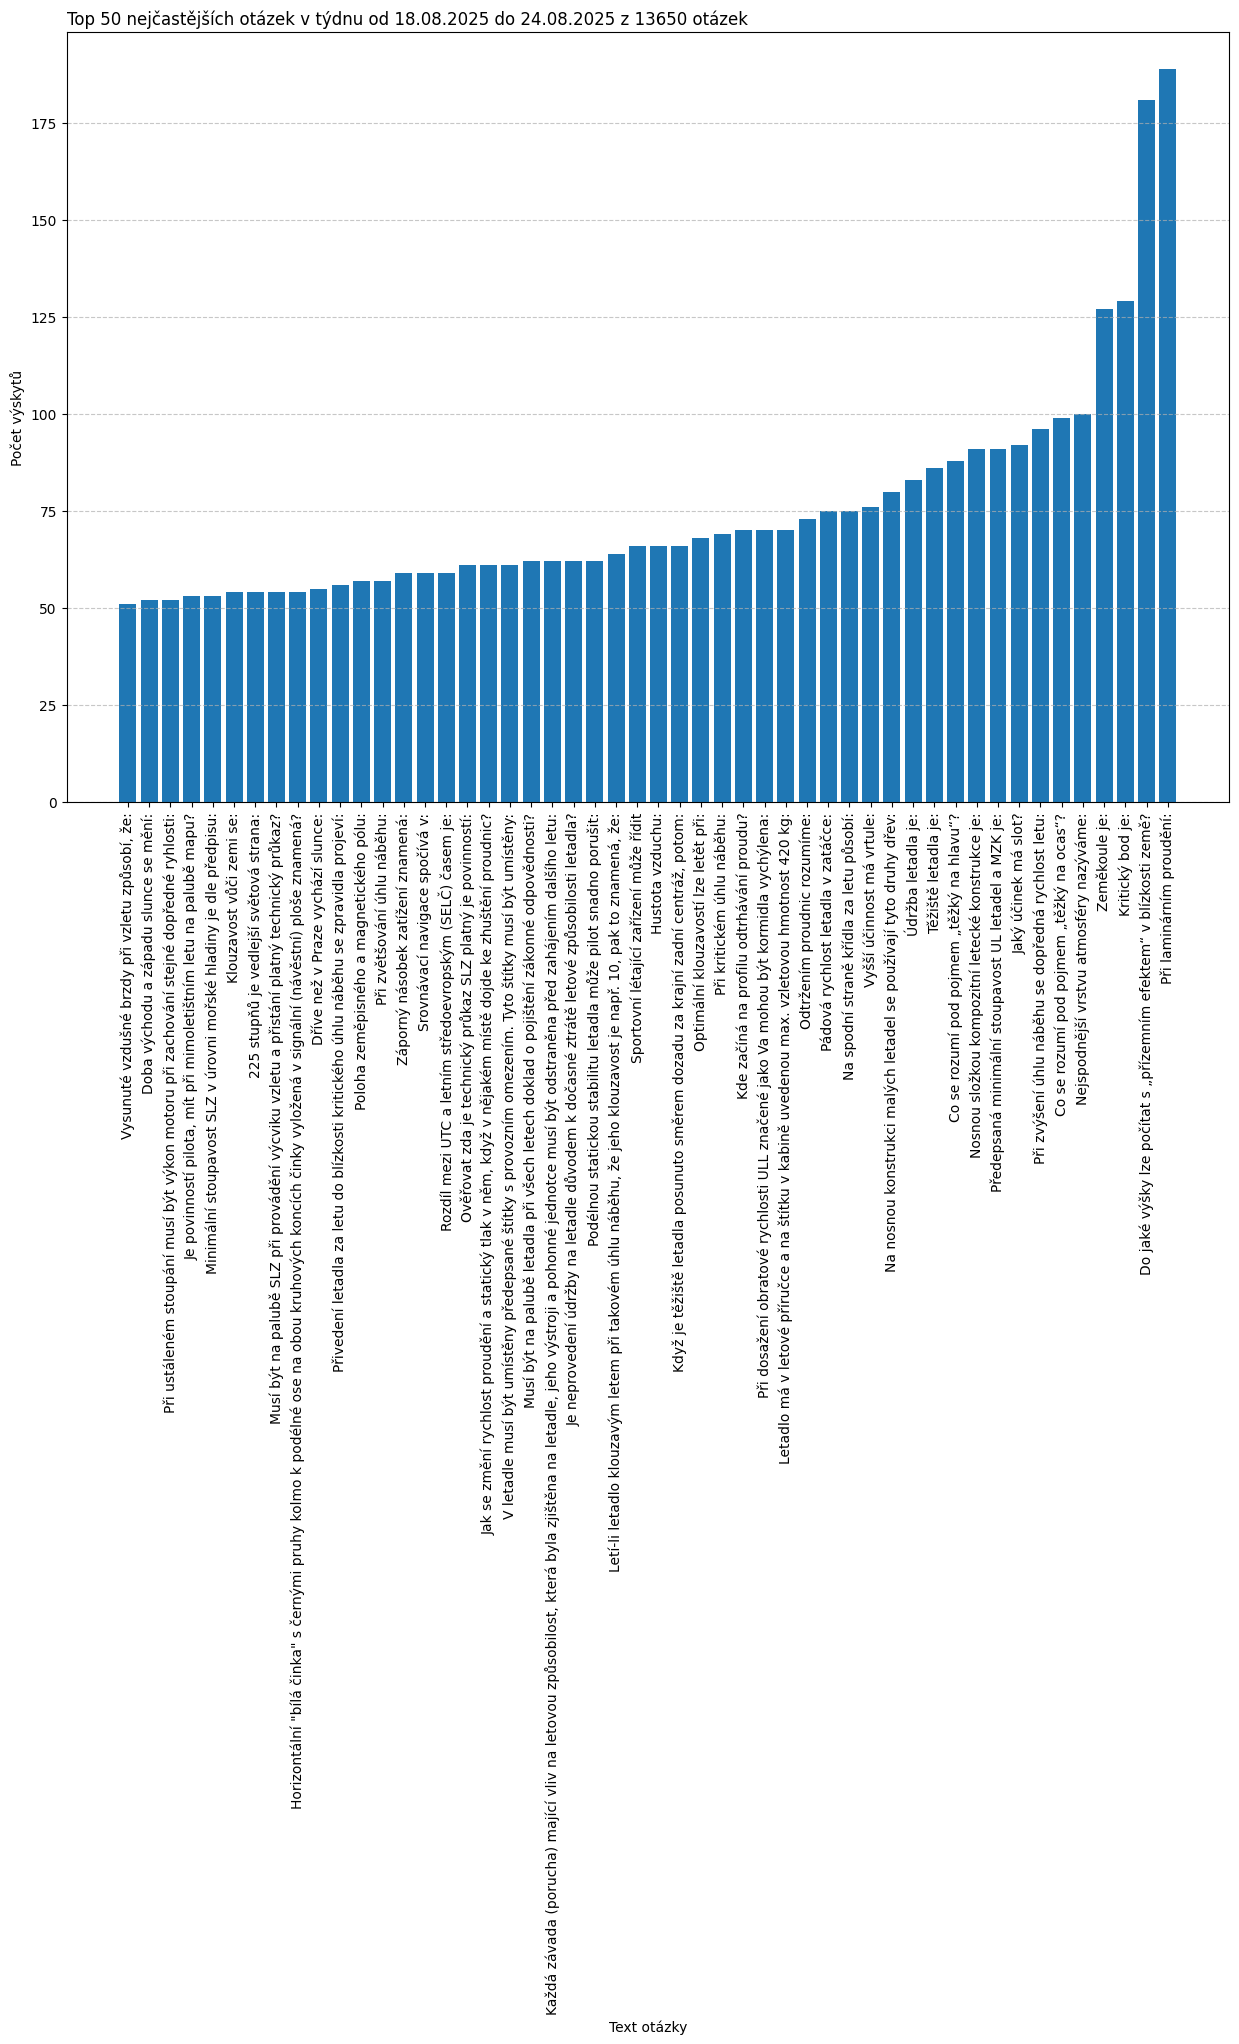 Top 50 nejčastějších otázek v týdnu od 18.08.2025 do 24.08.2025 z 13650 otázek
Počet výskytů
175
150
125
100
75
50
25
0
Vysunuté vzdušné brzdy při vzletu způsobí, že:
Doba východu a západu slunce se mění:
Při ustáleném stoupání musí být výkon motoru při zachování stejné dopředné ryhlosti:
Je povinností pilota, mít při mimoletištním letu na palubě mapu?
Minimální stoupavost SLZ v úrovni mořské hladiny je dle předpisu:
Klouzavost vůči zemi se:
225 stupňů je vedlejší světová strana:
Musí být na palubě SLZ při provádění výcviku vzletu a přistání platný technický průkaz?
Horizontální "bílá činka" s černými pruhy kolmo k podélné ose na obou kruhových koncích činky vyložená v signální (návěstní) ploše znamená?
Dříve než v Praze vychází slunce:
Přivedení letadla za letu do blízkosti kritického úhlu náběhu se zpravidla projeví:
Poloha zeměpisného a magnetického pólu:
Při zvětšování úhlu náběhu:
Záporný násobek zatížení znamená:
Srovnávací navigace spočívá v:
Rozdíl mezi UTC a letním středoevropským (SELČ) časem je:
Ověřovat zda je technický průkaz SLZ platný je povinností:
Jak se změní rychlost proudění a statický tlak v něm, když v nějakém místě dojde ke zhuštění proudnic?
V letadle musí být umístěny předepsané štítky s provozním omezením. Tyto štítky musí být umístěny:
Musí být na palubě letadla při všech letech doklad o pojištění zákonné odpovědnosti?
Každá závada (porucha) mající vliv na letovou způsobilost, která byla zjištěna na letadle, jeho výstroji a pohonné jednotce musí být odstraněna před zahájením dalšího letu:
Je neprovedení údržby na letadle důvodem k dočasné ztrátě letové způsobilosti letadla?
Podélnou statickou stabilitu letadla může pilot snadno porušit:
Letí-li letadlo klouzavým letem při takovém úhlu náběhu, že jeho klouzavost je např. 10, pak to znamená, že:
Sportovní létající zařízení může řídit
Hustota vzduchu:
Když je těžiště letadla posunuto směrem dozadu za krajní zadní centráž, potom:
Optimální klouzavostí lze letět při:
Při kritickém úhlu náběhu:
Kde začíná na profilu odtrhávání proudu?
Při dosažení obratové rychlosti ULL značené jako Va mohou být kormidla vychýlena:
Letadlo má v letové příručce a na štítku v kabině uvedenou max. vzletovou hmotnost 420 kg:
Odtržením proudnic rozumíme:
Pádová rychlost letadla v zatáčce:
Na spodní straně křídla za letu působí:
Vyšší účinnost má vrtule:
Na nosnou konstrukci malých letadel se používají tyto druhy dřev:
Údržba letadla je:
Těžiště letadla je:
Co se rozumí pod pojmem „těžký na hlavu“?
Nosnou složkou kompozitní letecké konstrukce je:
Předepsaná minimální stoupavost UL letadel a MZK je:
Jaký účinek má slot?
Při zvýšení úhlu náběhu se dopředná rychlost letu:
Co se rozumí pod pojmem „těžký na ocas“?
Nejspodnější vrstvu atmosféry nazýváme:
Zeměkoule je:
Kritický bod je:
Do jaké výšky lze počítat s „přízemním efektem“ v blízkosti země?
Při laminárním proudění:
Text otázky